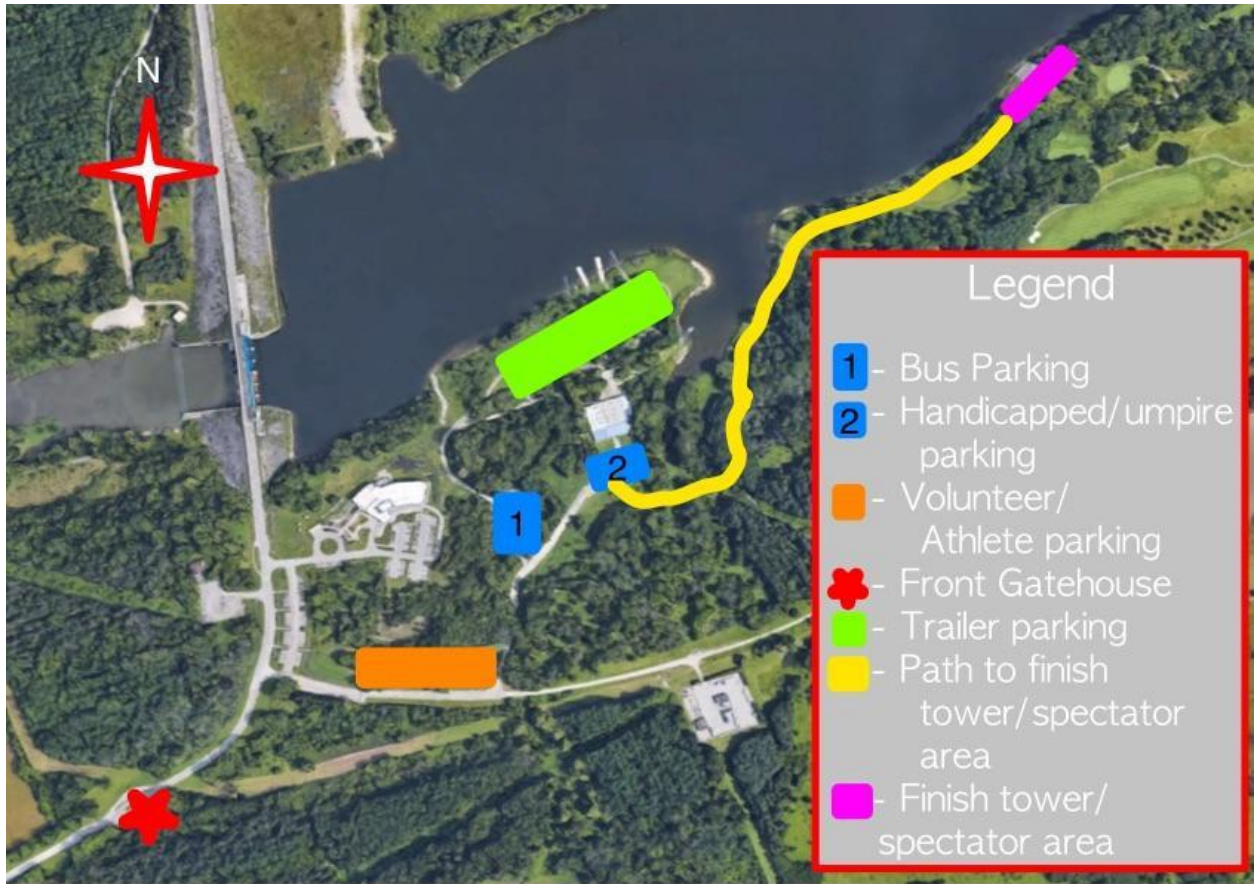 N
Legend
1 - Bus Parking
2 - Handicapped/umpire
parking
- Volunteer/
Athlete parking
- Front Gatehouse
- Trailer parking
- Path to finish
tower/spectator
area
- Finish tower/
spectator area
2
1